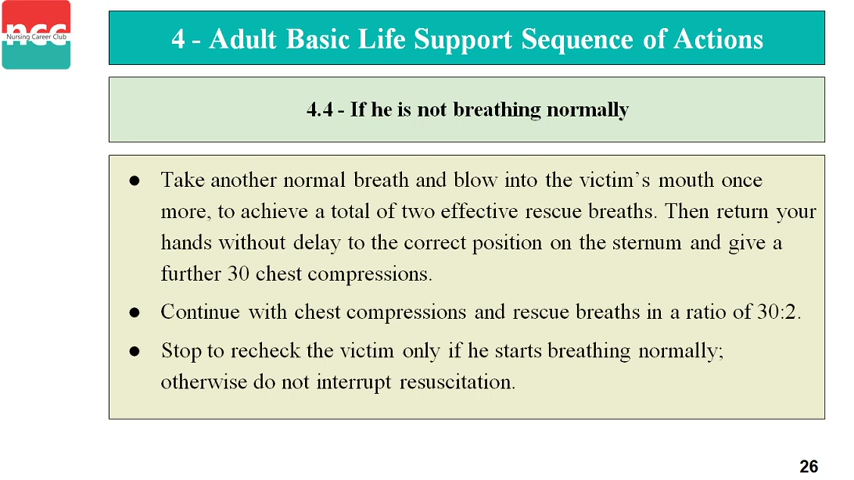 ncc
Nursing Career Club
4 - Adult Basic Life Support Sequence of Actions
4.4 - If he is not breathing normally
● Take another normal breath and blow into the victim’s mouth once
more, to achieve a total of two effective rescue breaths. Then return your
hands without delay to the correct position on the sternum and give a
further 30 chest compressions.
● Continue with chest compressions and rescue breaths in a ratio of 30:2.
● Stop to recheck the victim only if he starts breathing normally;
otherwise do not interrupt resuscitation.
26